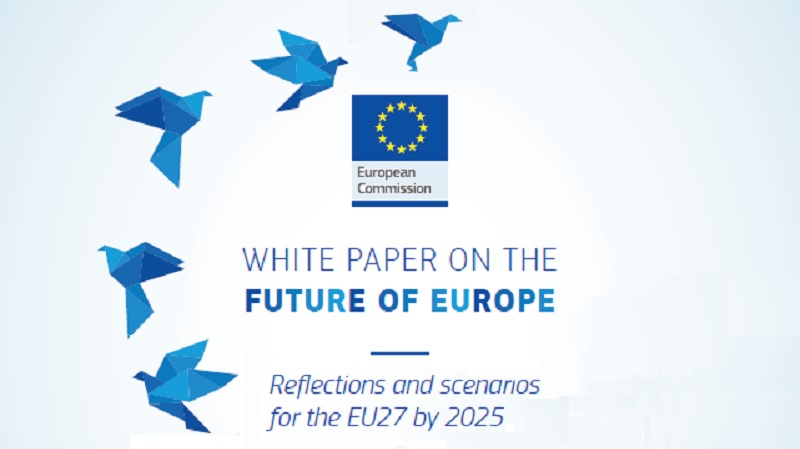 European
Commission
WHITE PAPER ON THE
FUTURE OF EUROPE
Reflections and scenarios
for the EU27 by 2025